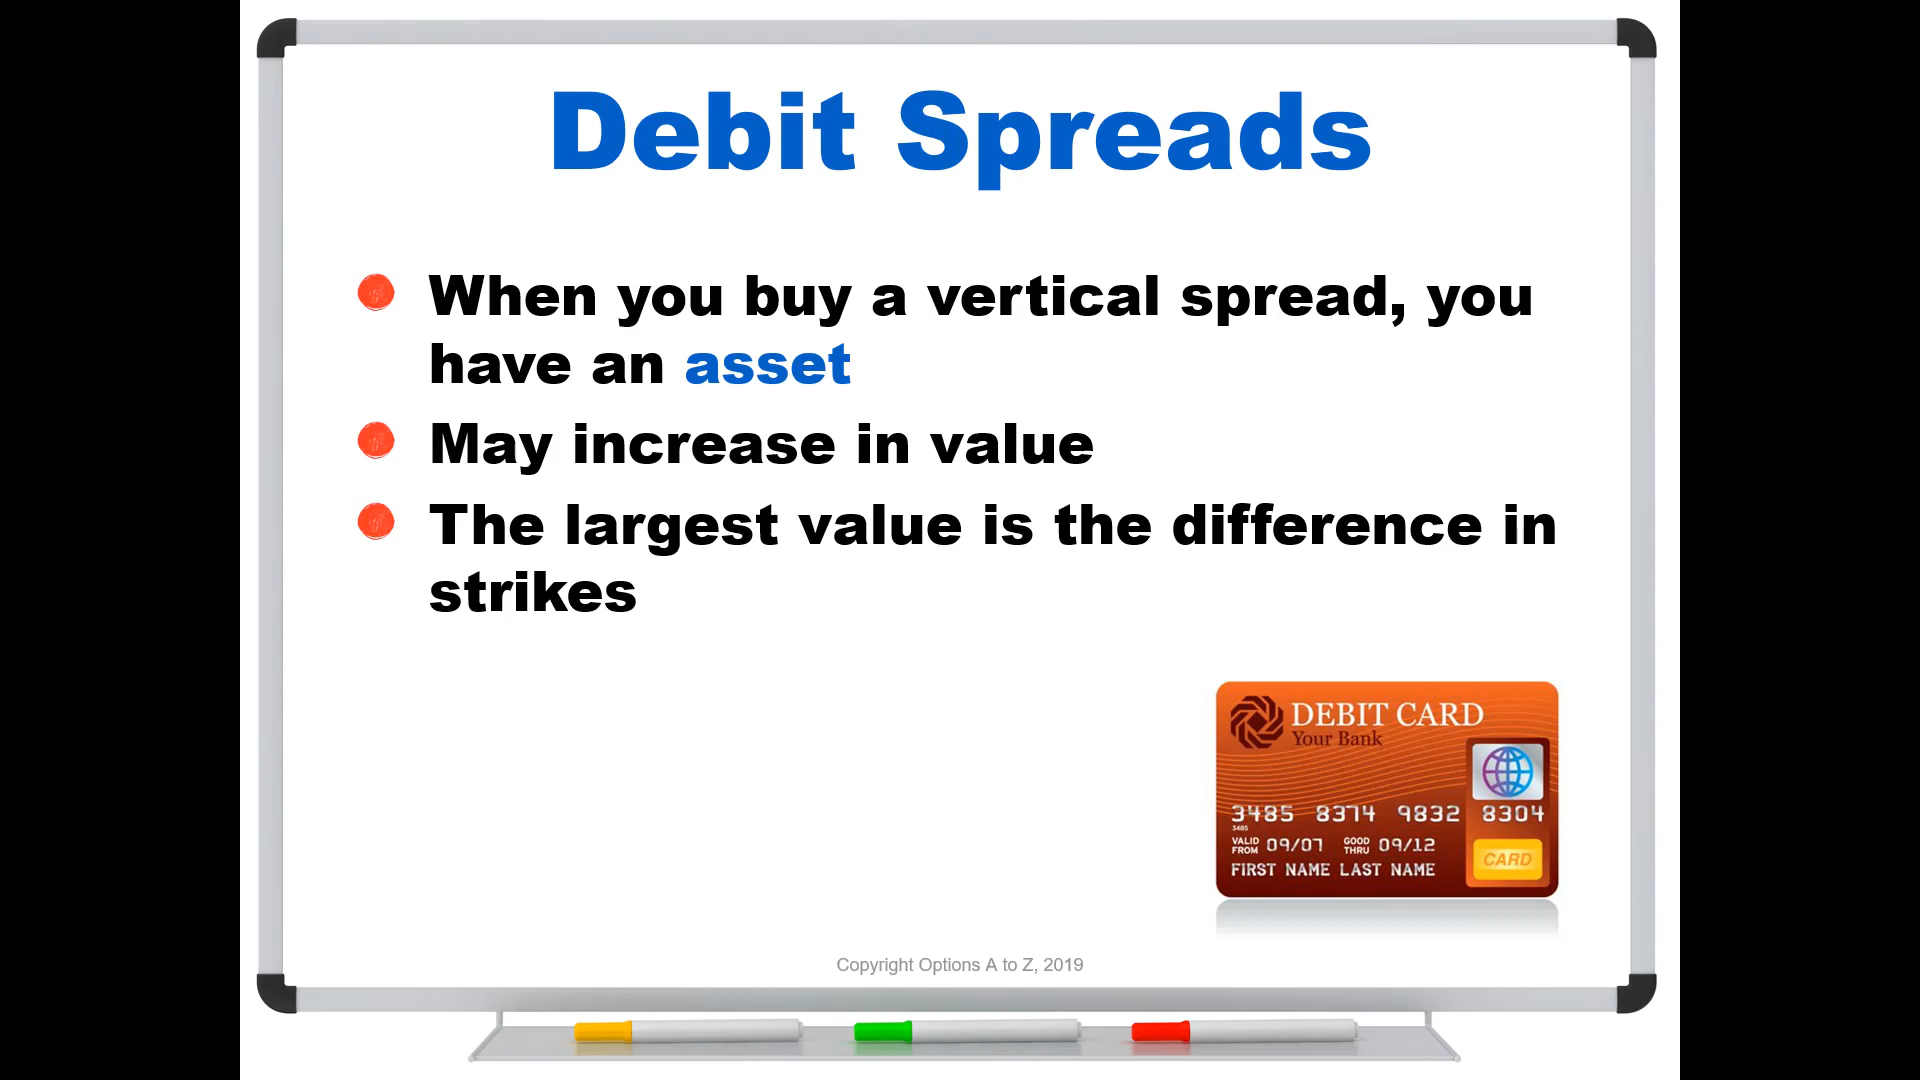 Debit Spreads
When you buy a vertical spread, you
have an asset
May increase in value
The largest value is the difference in
strikes
DEBIT CARD
Your Bank
3485 8374 9832 8304
3485
VALID FROM 09/07 GOOD THRU 09/12
CARD
FIRST NAME LAST NAME
Copyright Options A to Z, 2019